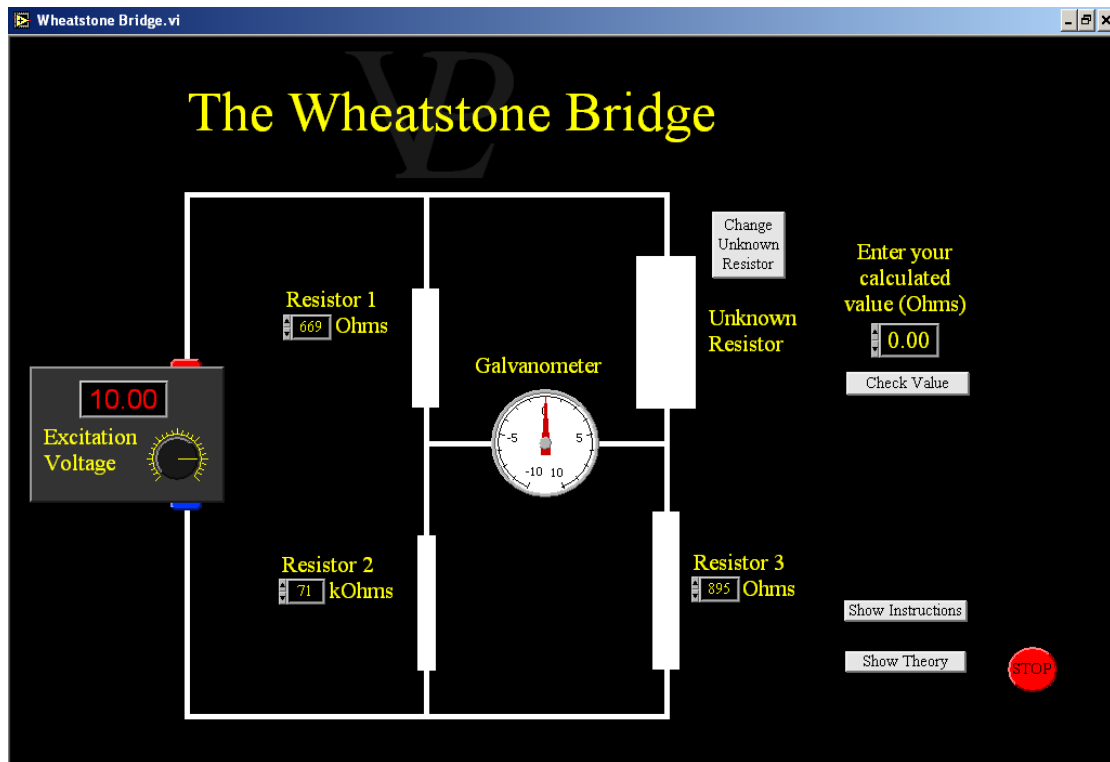 Wheatstone Bridge.vi
VL
The Wheatstone Bridge
Change
Unknown
Resistor
Enter your
calculated
value (Ohms)
0.00
Check Value
Resistor 1
669 Ohms
Unknown
Resistor
Galvanometer
0
-5 5
-10 10
10.00
Excitation
Voltage
Resistor 2
71 kOhms
Resistor 3
895 Ohms
Show Instructions
Show Theory
STOP